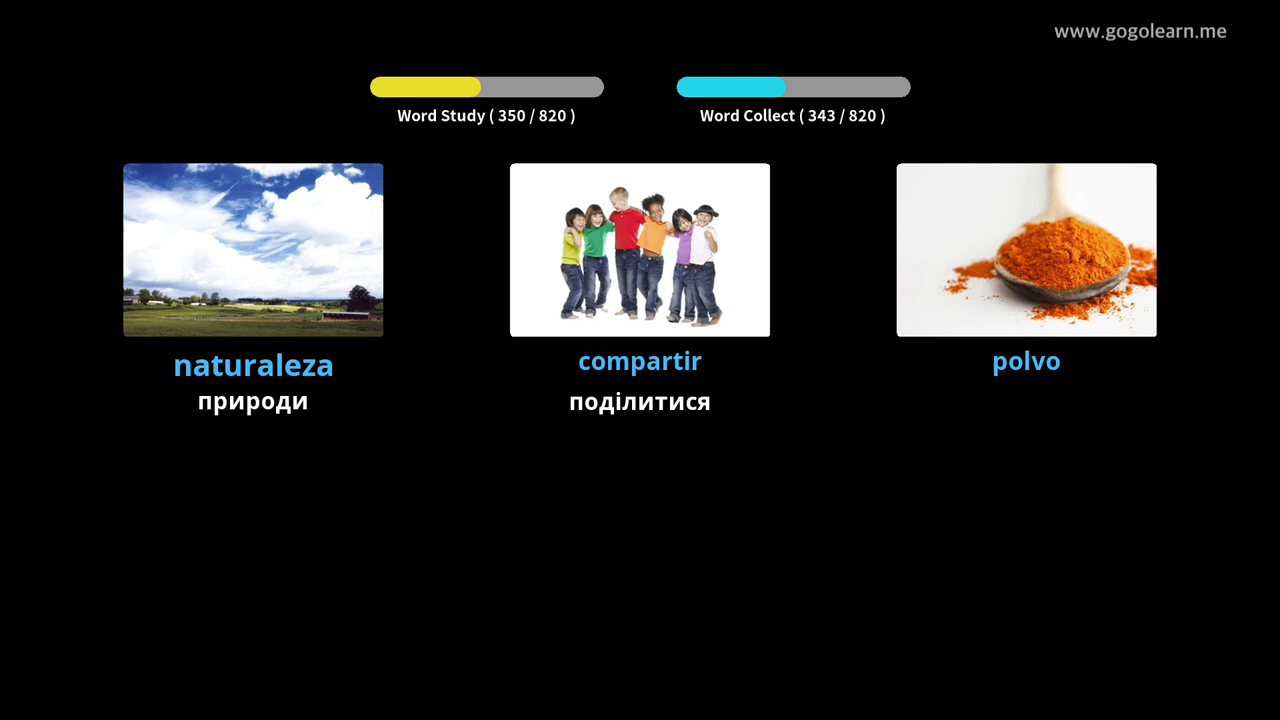 www.gogolearn.me
Word Study ( 350 / 820 )
Word Collect ( 343 / 820 )
naturaleza
compartir
polvo
природи
поділитися